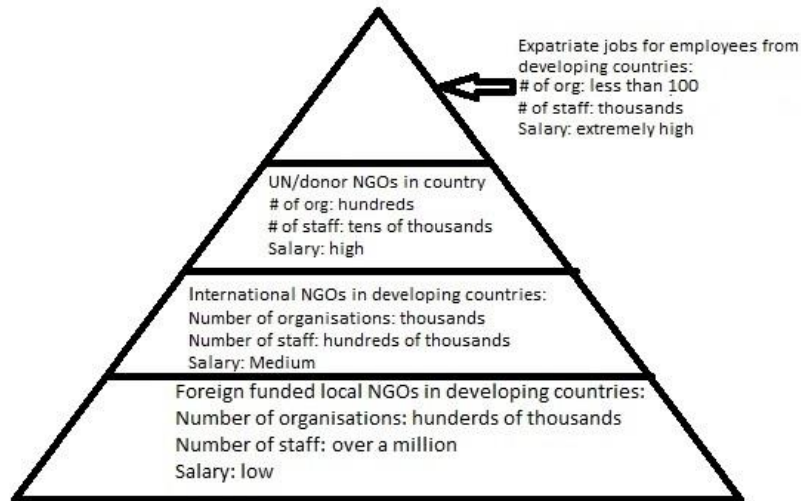 Expatriate jobs for employees from
developing countries:
# of org: less than 100
# of staff: thousands
Salary: extremely high
UN/donor NGOs in country
# of org: hundreds
# of staff: tens of thousands
Salary: high
International NGOs in developing countries:
Number of organisations: thousands
Number of staff: hundreds of thousands
Salary: Medium
Foreign funded local NGOs in developing countries:
Number of organisations: hunderds of thousands
Number of staff: over a million
Salary: low